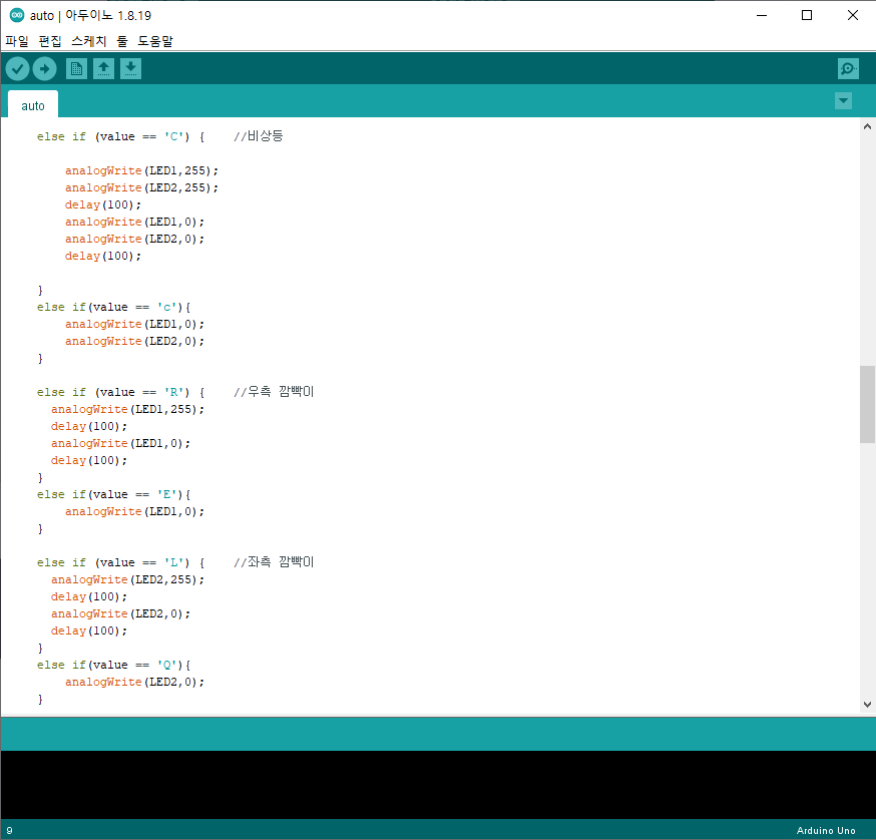 auto | 아두이노 1.8.19
파일 편집 스케치 툴 도움말
auto
else if (value == 'C') {    //비상등
analogWrite(LED1,255);
analogWrite(LED2,255);
delay(100);
analogWrite(LED1,0);
analogWrite(LED2,0);
delay(100);
}
else if(value == 'c'){
analogWrite(LED1,0);
analogWrite(LED2,0);
}
else if (value == 'R') {    //우측 깜빡이
analogWrite(LED1,255);
delay(100);
analogWrite(LED1,0);
delay(100);
}
else if(value == 'E'){
analogWrite(LED1,0);
}
else if (value == 'L') {    //좌측 깜빡이
analogWrite(LED2,255);
delay(100);
analogWrite(LED2,0);
delay(100);
}
else if(value == 'Q'){
analogWrite(LED2,0);
}
9
Arduino Uno